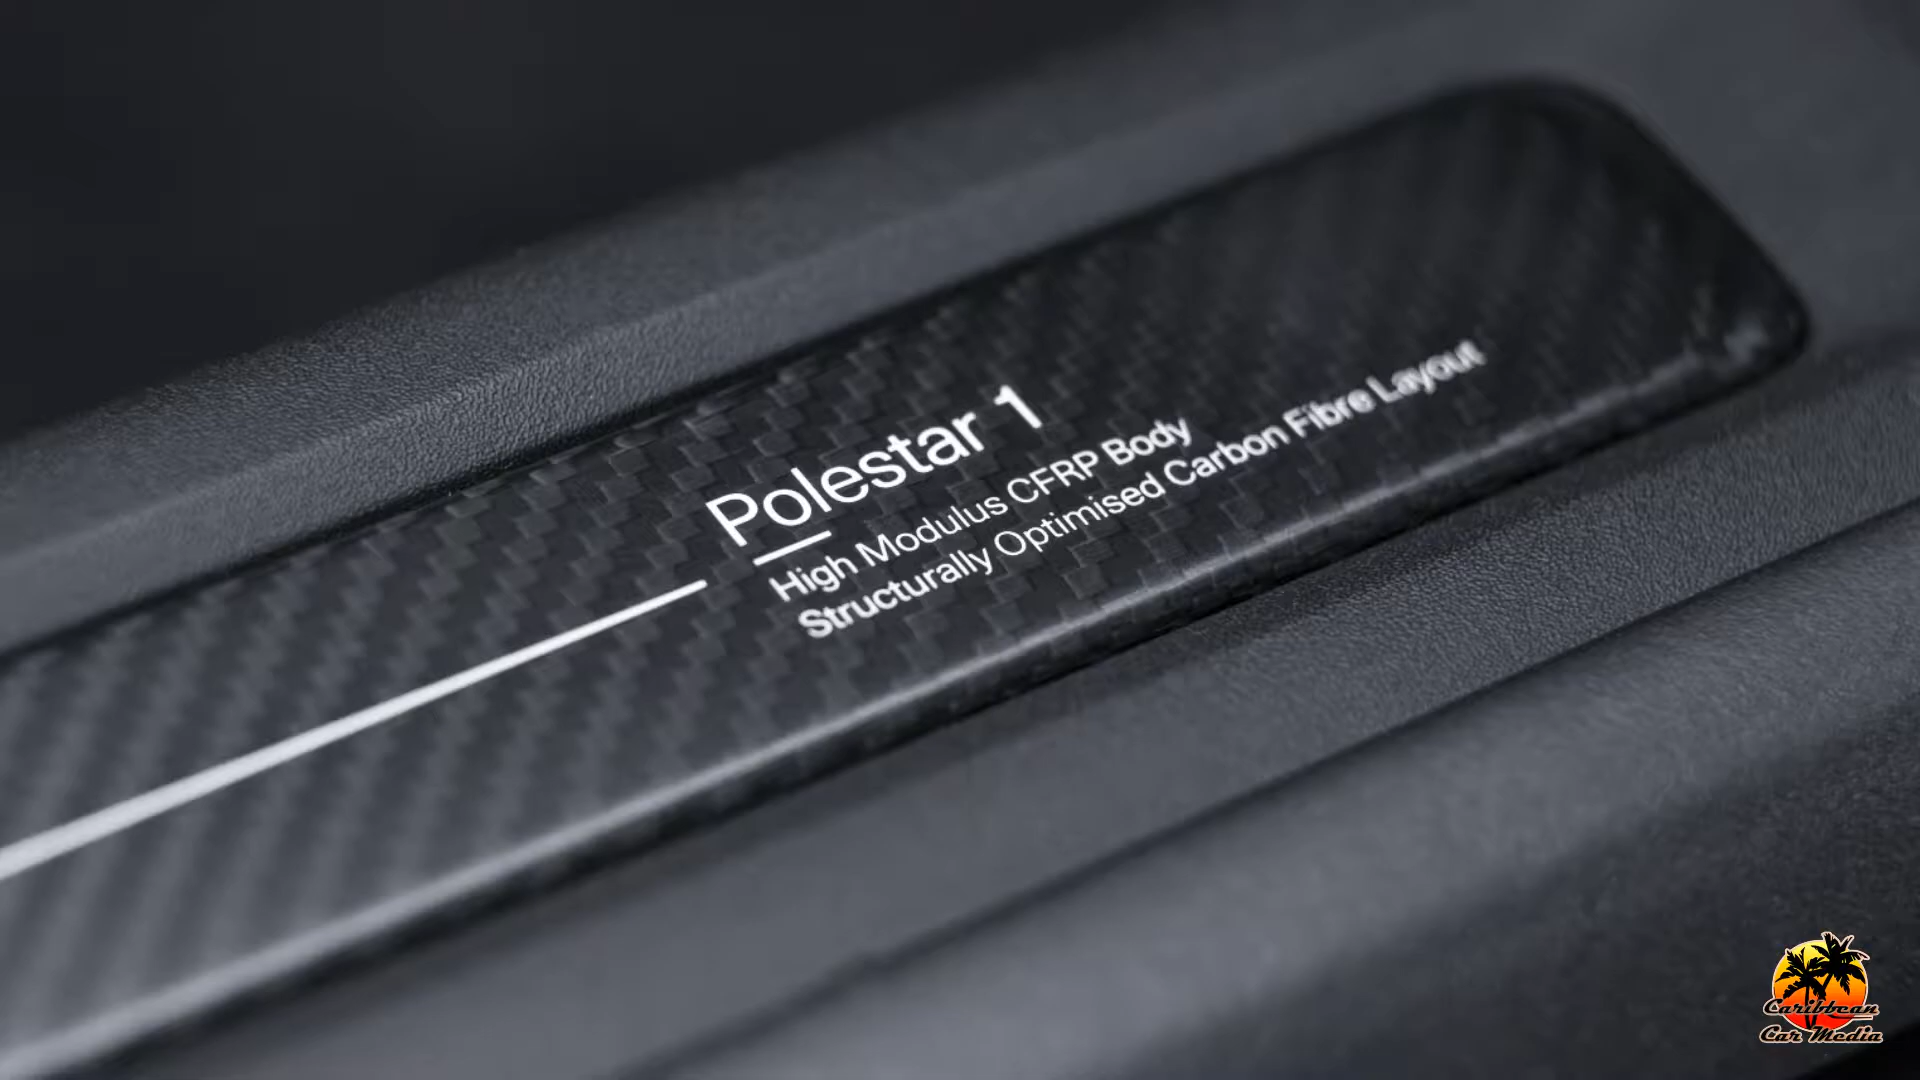 Polestar 1
High Modulus CFRP Body
Structurally Optimised Carbon Fibre Layout
Caribbean
Car Media